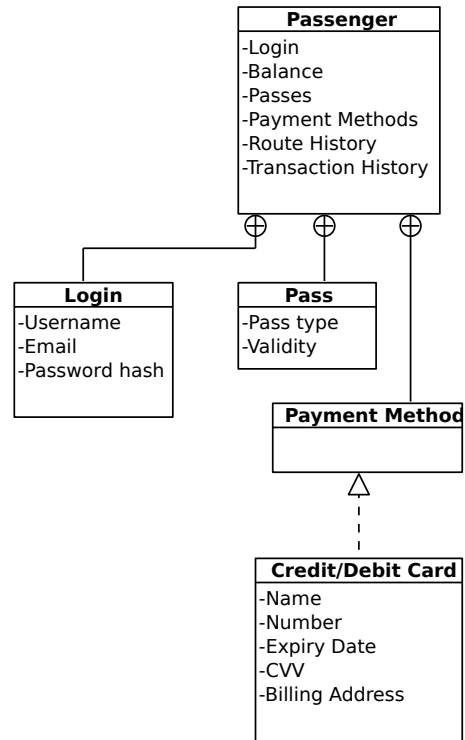 Passenger
-Login
-Balance
-Passes
-Payment Methods
-Route History
-Transaction History
Login
-Username
-Email
-Password hash
Pass
-Pass type
-Validity
Payment Method
Credit/Debit Card
-Name
-Number
-Expiry Date
-CVV
-Billing Address